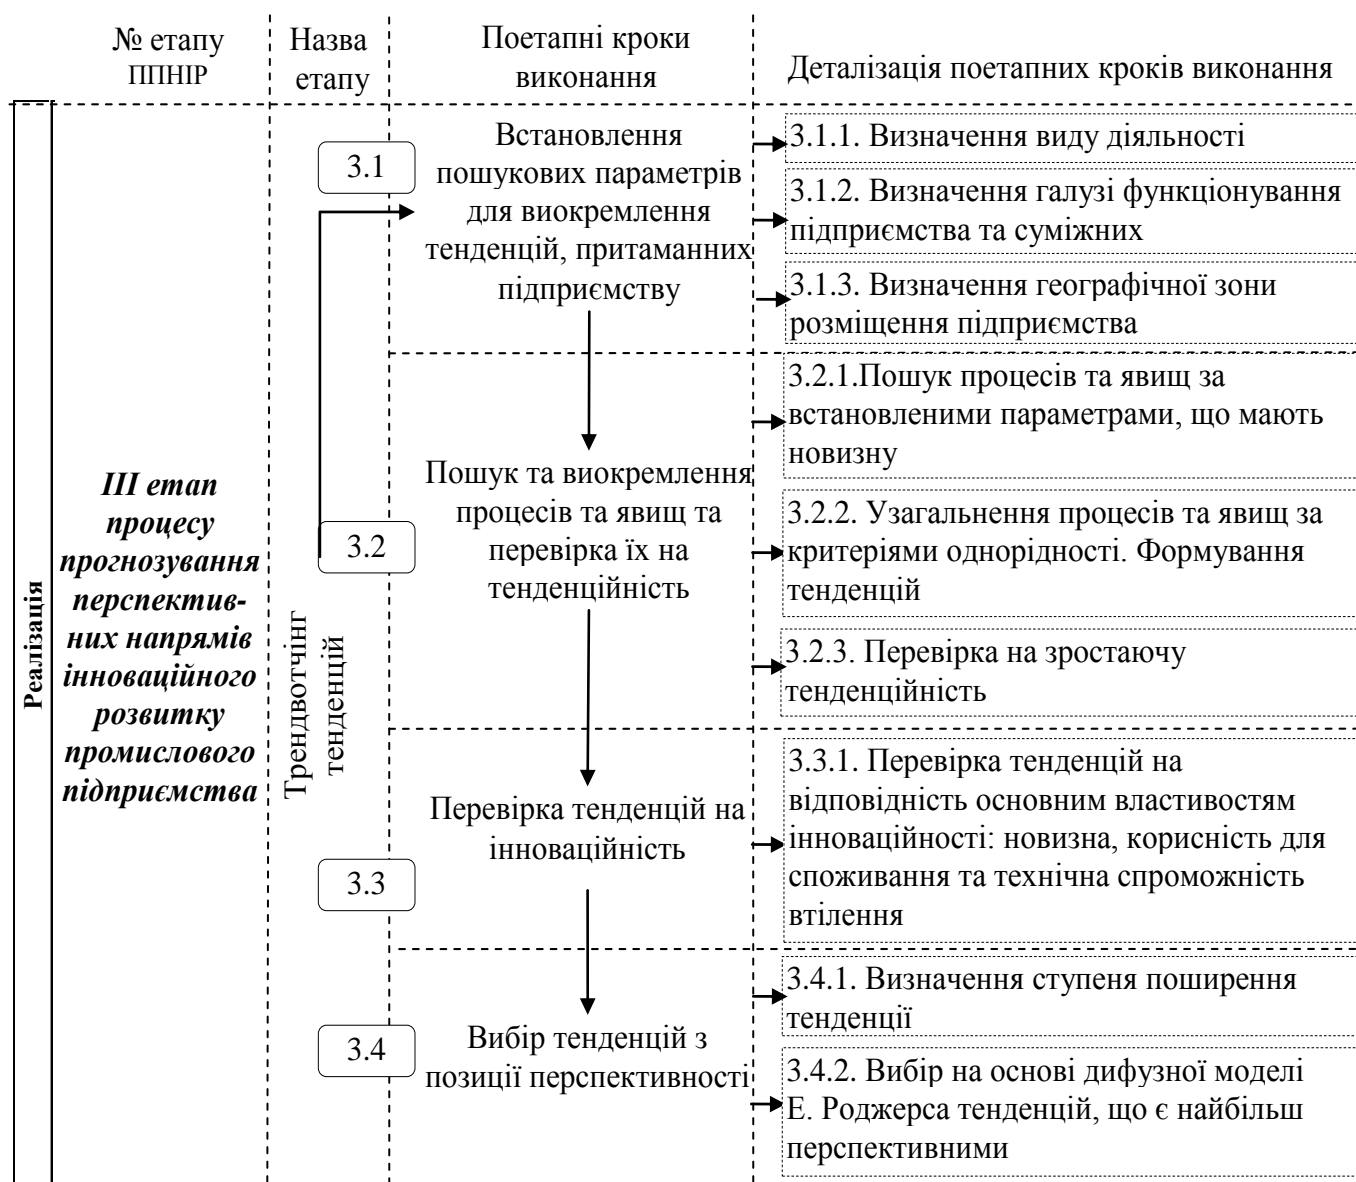 № етапу
ППНІР
Назва
етапу
Поетапні кроки
виконання
Деталізація поетапних кроків виконання
Реалізація
ІІІ етап
процесу
прогнозування
перспектив-
них напрямів
інноваційного
розвитку
промислового
підприємства
Трендвотчінг
тенденцій
3.1
Встановлення
пошукових параметрів
для виокремлення
тенденцій, притаманних
підприємству
3.1.1. Визначення виду діяльності
3.1.2. Визначення галузі функціонування
підприємства та суміжних
3.1.3. Визначення географічної зони
розміщення підприємства
3.2
Пошук та виокремлення
процесів та явищ та
перевірка їх на
тенденційність
3.2.1.Пошук процесів та явищ за
встановленими параметрами, що мають
новизну
3.2.2. Узагальнення процесів та явищ за
критеріями однорідності. Формування
тенденцій
3.2.3. Перевірка на зростаючу
тенденційність
3.3
Перевірка тенденцій на
інноваційність
3.3.1. Перевірка тенденцій на
відповідність основним властивостям
інноваційності: новизна, корисність для
споживання та технічна спроможність
втілення
3.4
Вибір тенденцій з
позиції перспективності
3.4.1. Визначення ступеня поширення
тенденції
3.4.2. Вибір на основі дифузної моделі
Е. Роджерса тенденцій, що є найбільш
перспективними